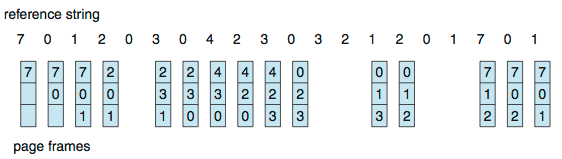 reference string
7 0 1 2 0 3 0 4 2 3 0 3 2 1 2 0 1 7 0 1
7 7 7 2 2 2 4 4 4 0 0 0 7 7 7
0 0 0 3 3 3 2 2 2 1 1 1 0 0
1 1 1 0 0 0 3 3 3 2 2 2 1
page frames